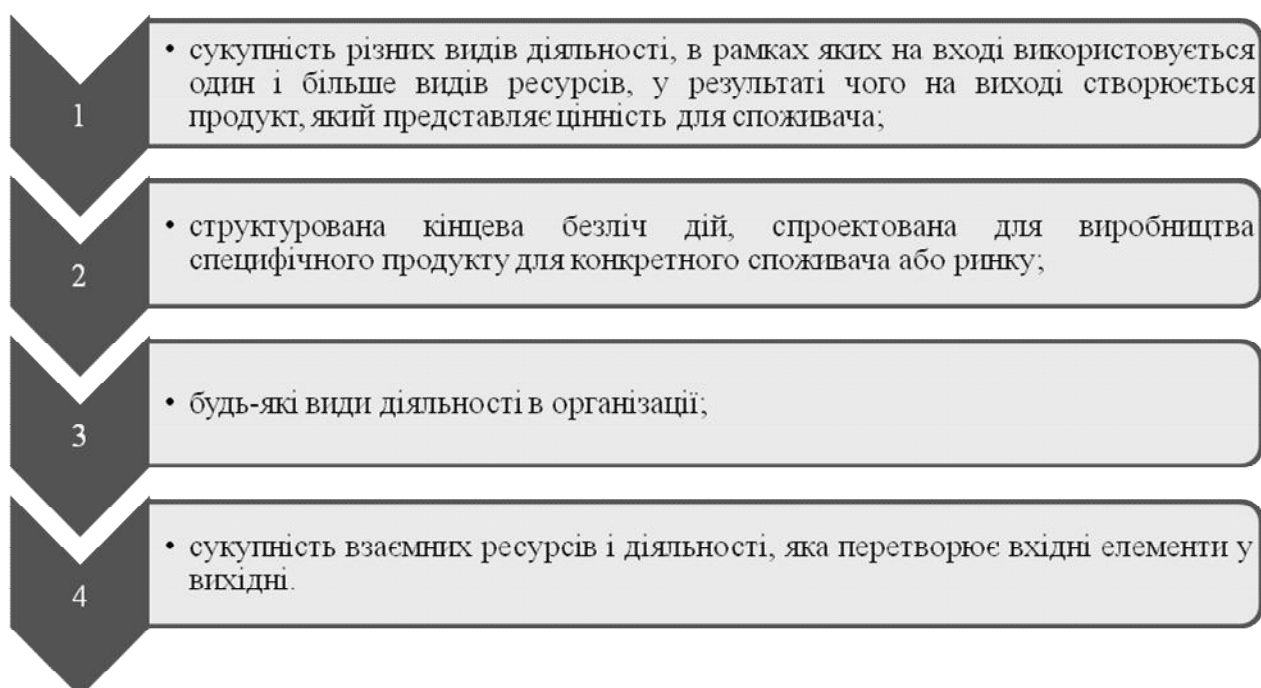 1
• сукупність різних видів діяльності, в рамках яких на вході використовується
один і більше видів ресурсів, у результаті чого на виході створюється
продукт, який представляє цінність для споживача;
2
• структурована кінцева безліч дій, спроектована для виробництва
специфічного продукту для конкретного споживача або ринку;
3
• будь-які види діяльності в організації;
4
• сукупність взаємних ресурсів і діяльності, яка перетворює вхідні елементи у
вихідні.